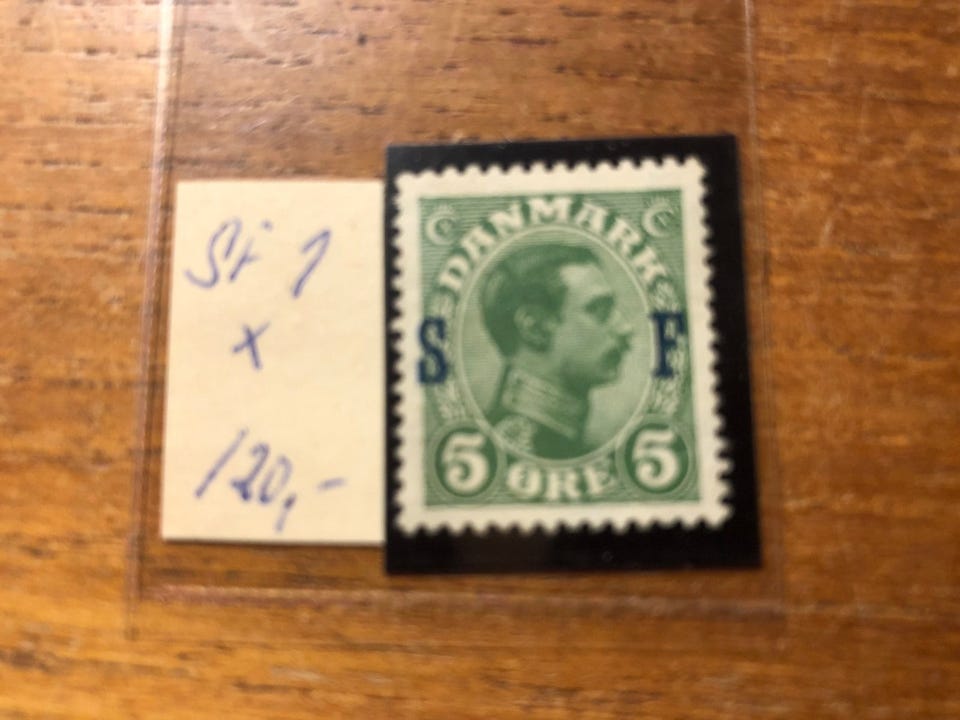 SF 1
x
120,-
C C
DANMARK
S F
5 ØRE 5